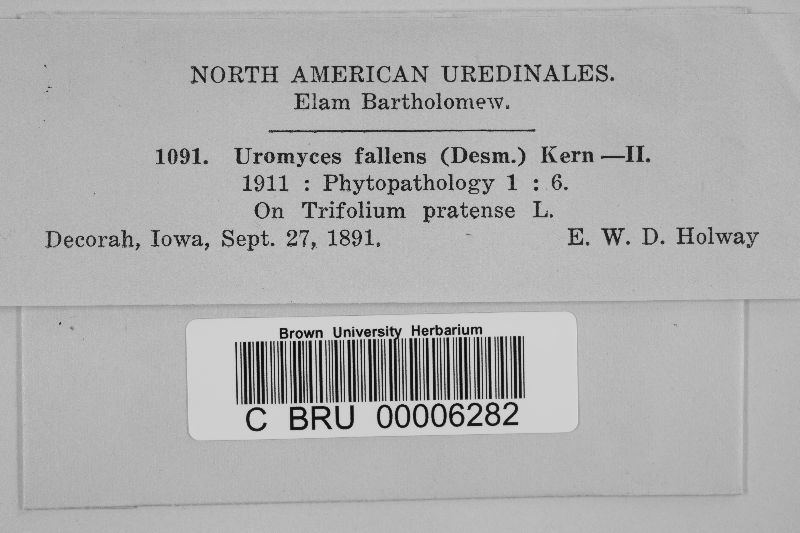 NORTH AMERICAN UREDINALES.
Elam Bartholomew.
1091. Uromyces fallens (Desm.) Kern —II.
1911 : Phytopathology 1 : 6.
On Trifolium pratense L.
Decorah, Iowa, Sept. 27, 1891. E. W. D. Holway
Brown University Herbarium
C BRU 00006282